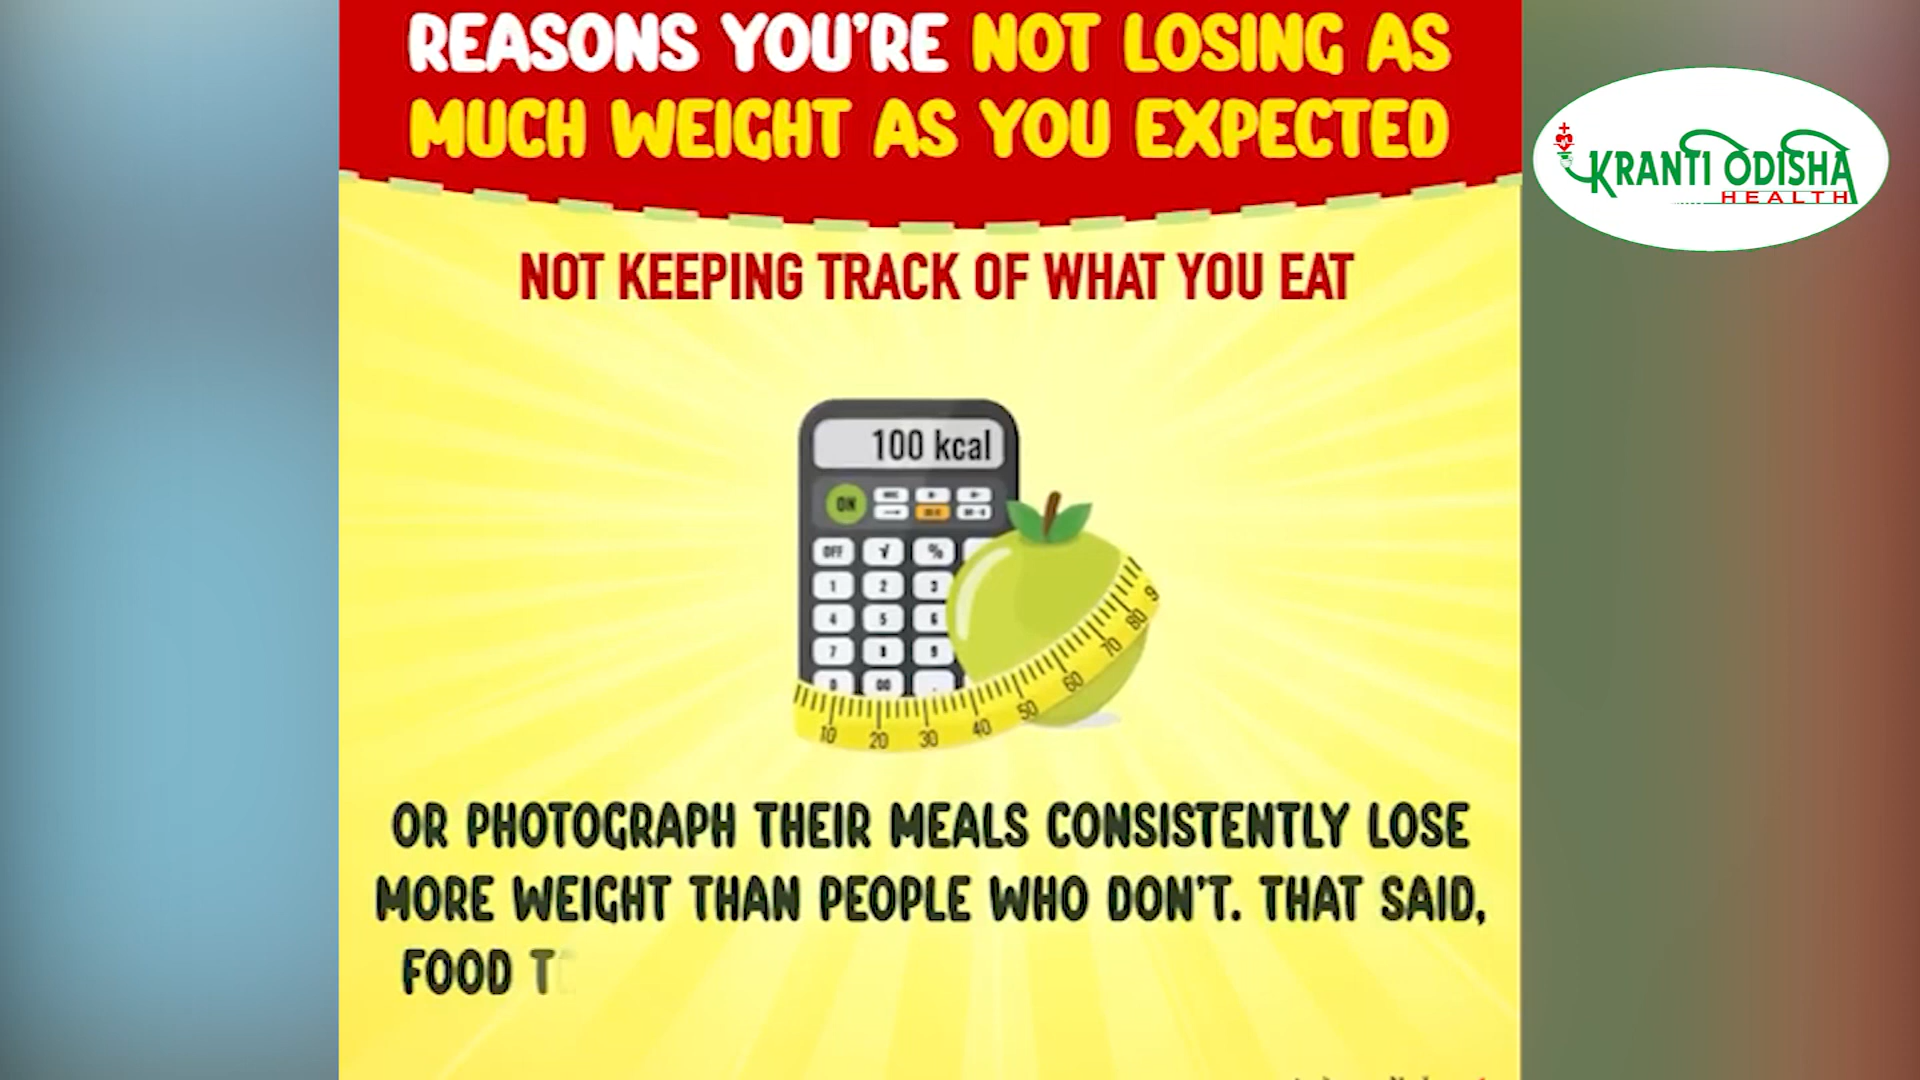 REASONS YOU'RE NOT LOSING AS
MUCH WEIGHT AS YOU EXPECTED
KRANTI ODISHA
HEALTH
NOT KEEPING TRACK OF WHAT YOU EAT
100 kcal
ON
OFF √ %
1 2 3
4 5 6
7 8 9
0 00 .
10 20 30 40 50 60 70 80 9
OR PHOTOGRAPH THEIR MEALS CONSISTENTLY LOSE
MORE WEIGHT THAN PEOPLE WHO DON'T. THAT SAID,
FOOD T